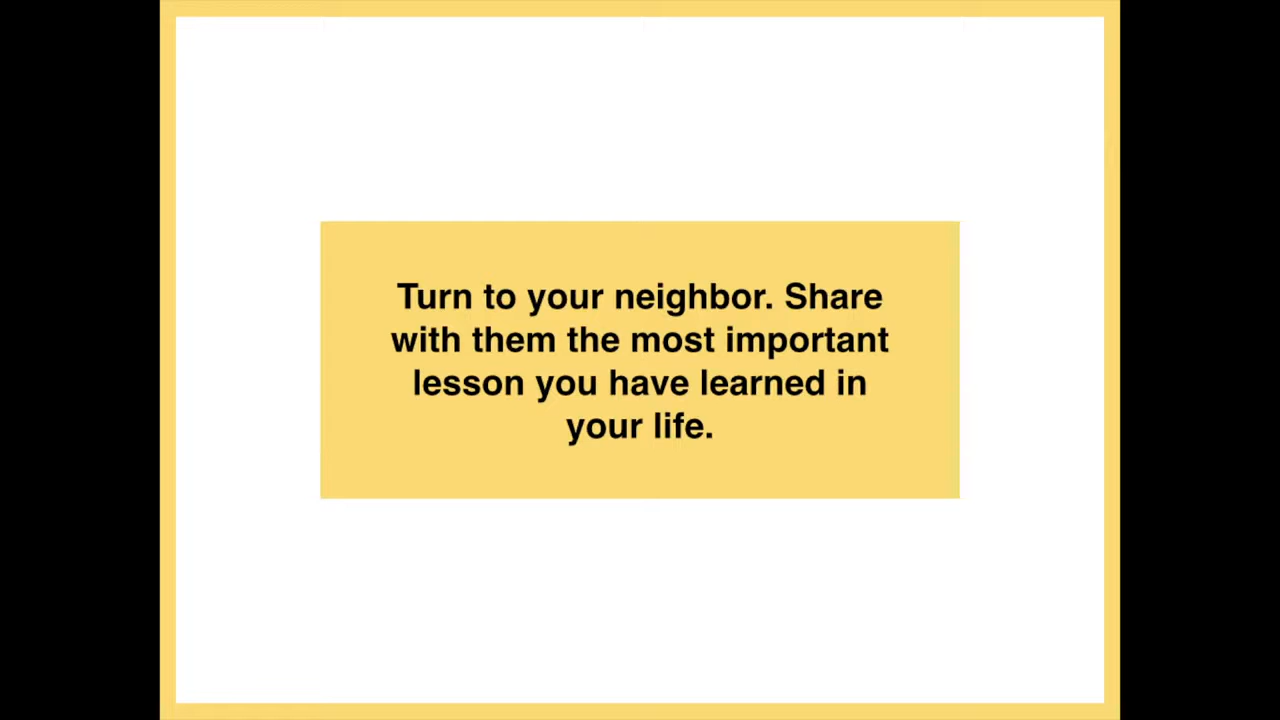 Turn to your neighbor. Share
with them the most important
lesson you have learned in
your life.